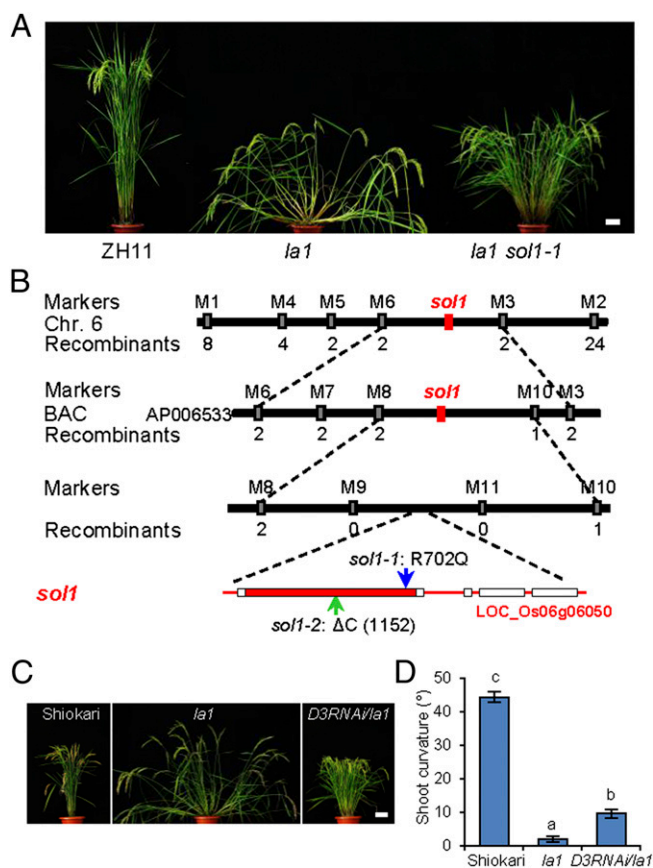 A
ZH11 la1 la1 sol1-1
B
Markers M1 M4 M5 M6 sol1 M3 M2
Chr. 6
Recombinants 8 4 2 2 2 24
Markers M6 M7 M8 sol1 M10 M3
BAC AP006533
Recombinants 2 2 2 1 2
Markers M8 M9 M11 M10
Recombinants 2 0 0 1
sol1-1: R702Q
sol1
LOC_Os06g06050
sol1-2: ΔC (1152)
C
Shiokari la1 D3RNAi/la1
D
Shoot curvature (°)
50
40
30
20
10
0
c
a
b
Shiokari la1 D3RNAi/la1